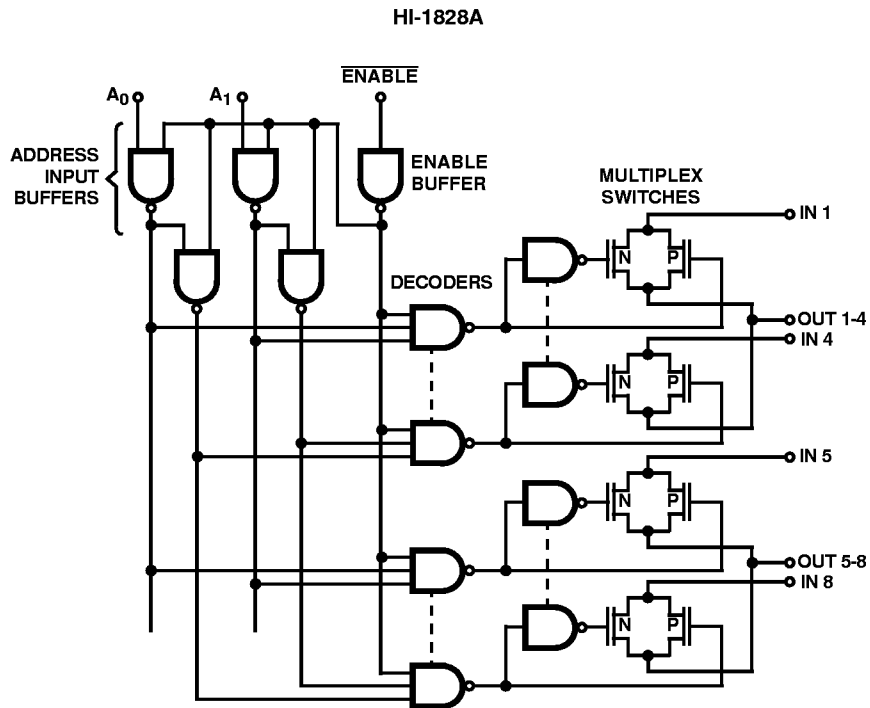 HI-1828A
ENABLE
A0
A1
ADDRESS
INPUT
BUFFERS
ENABLE
BUFFER
MULTIPLEX
SWITCHES
IN 1
N
P
DECODERS
OUT 1-4
IN 4
N
P
IN 5
N
P
OUT 5-8
IN 8
N
P